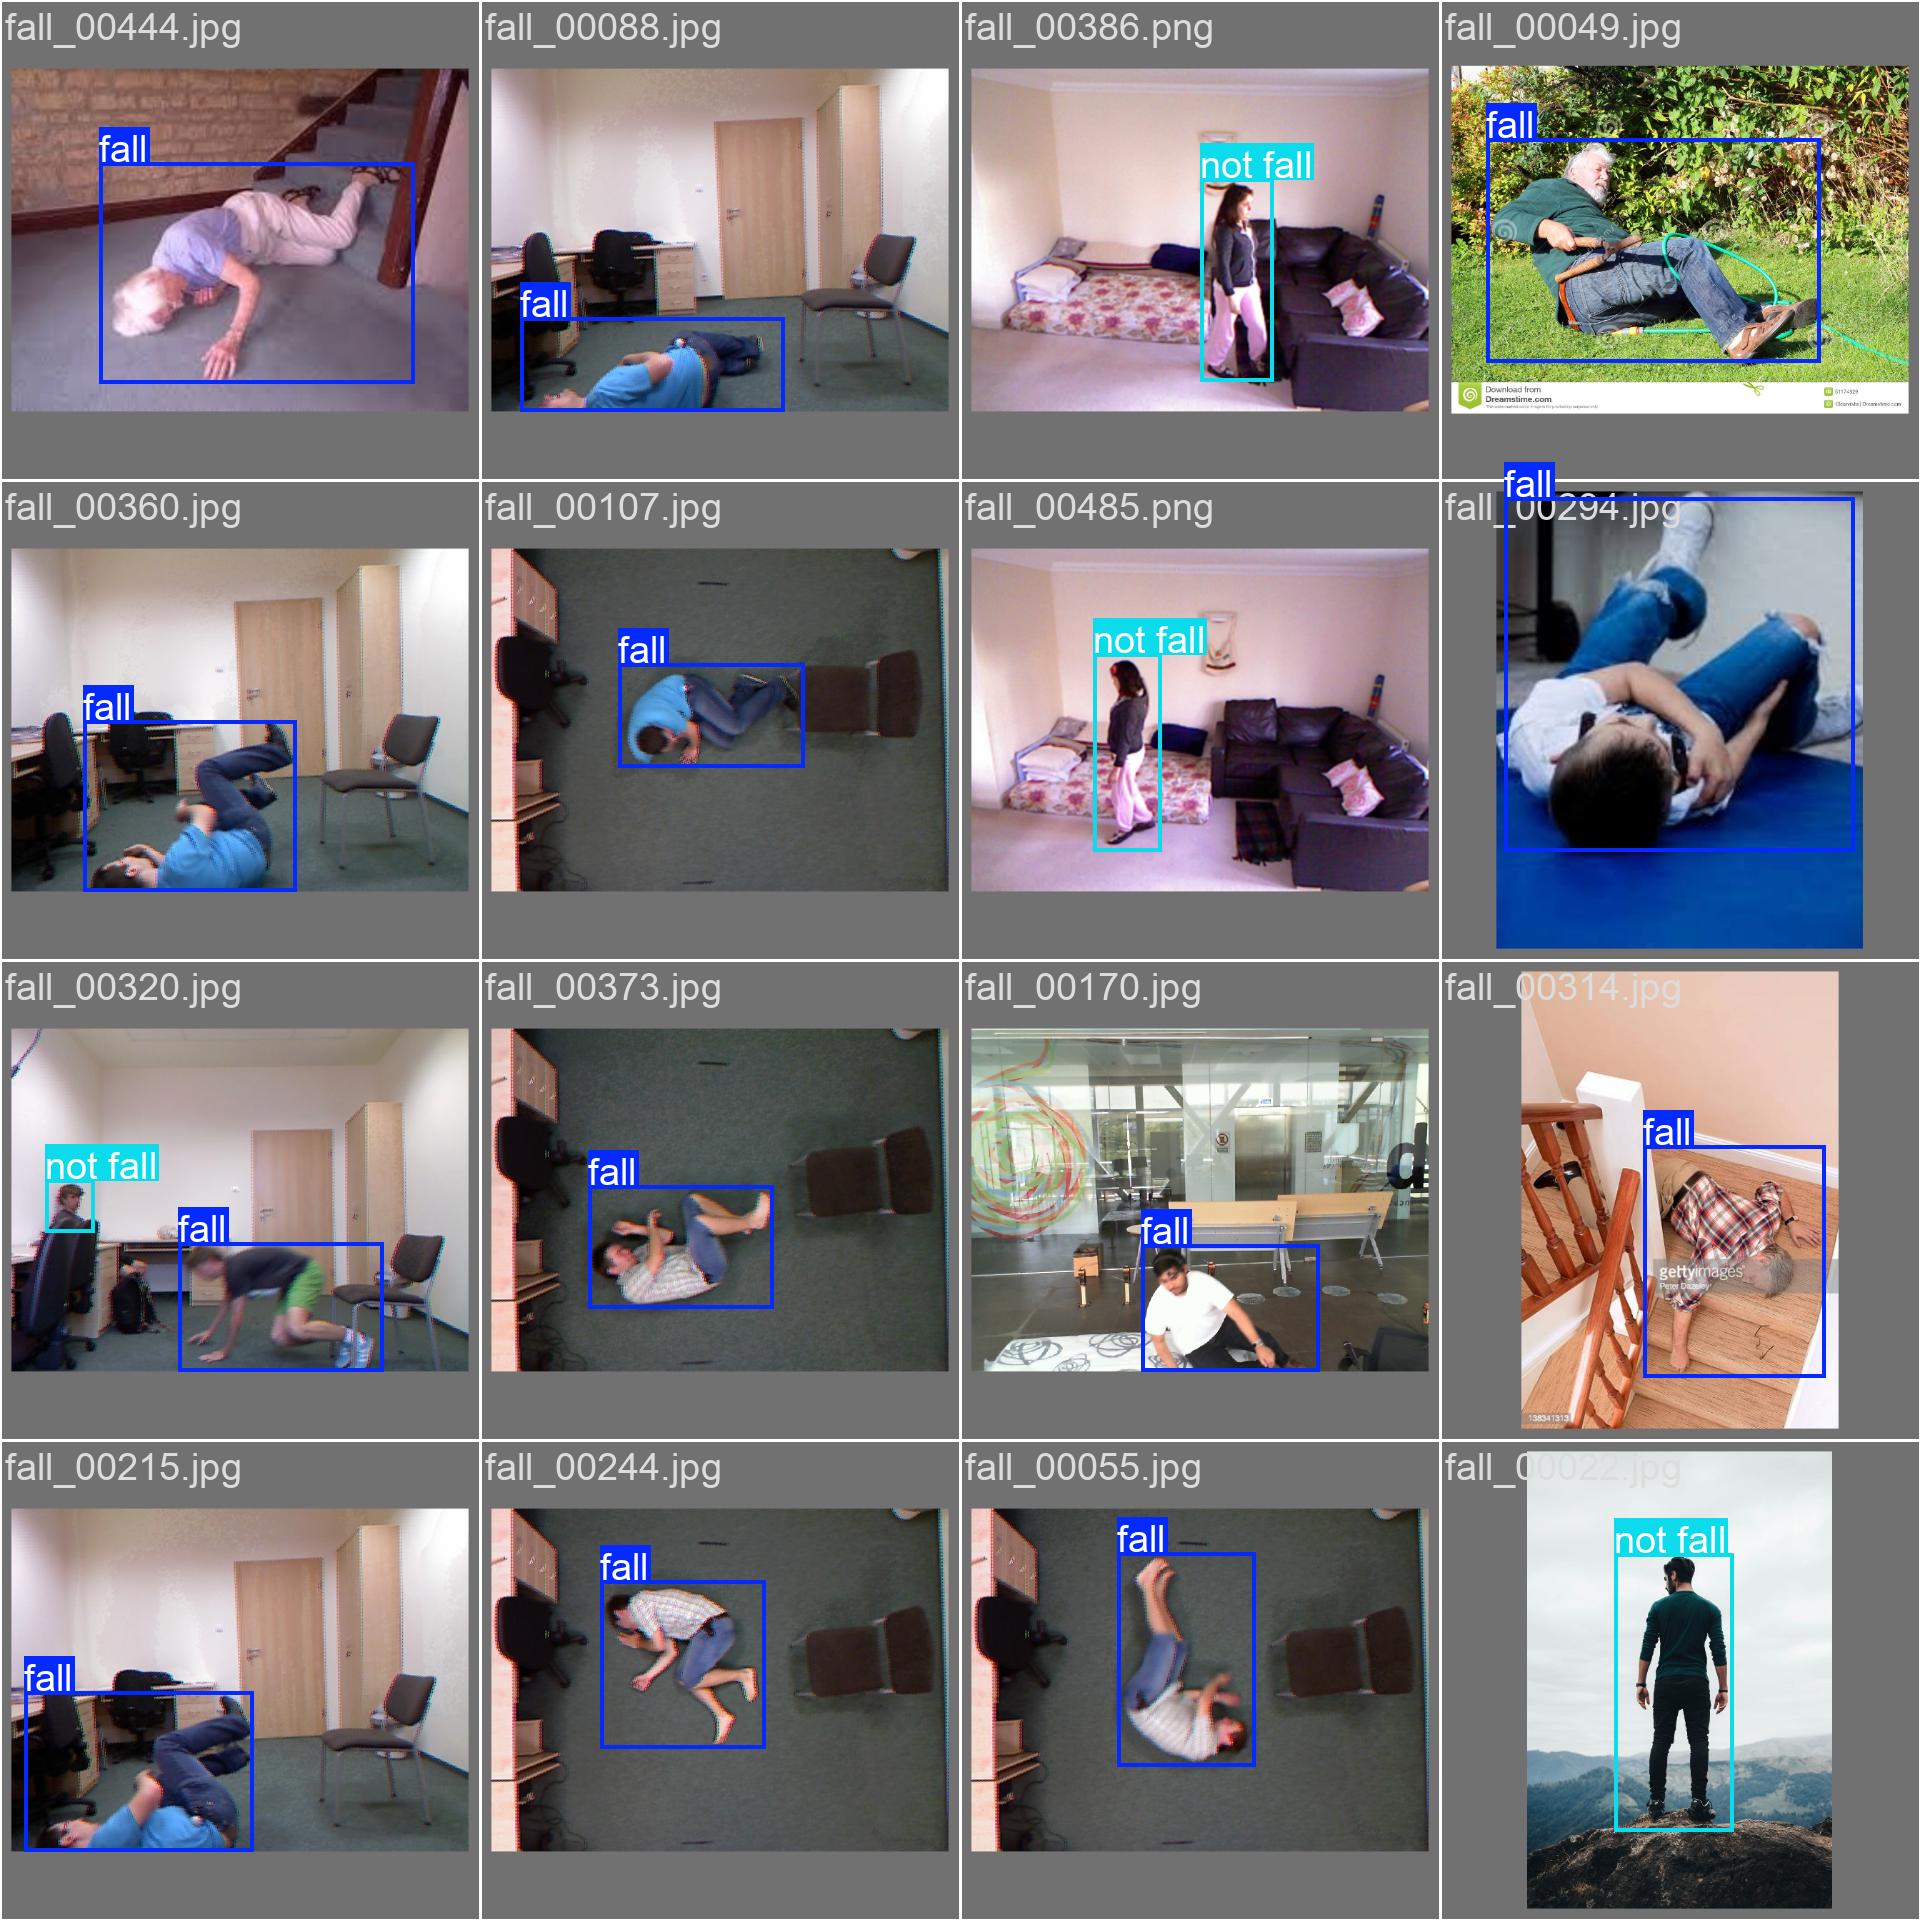 fall_00444.jpg
fall_00088.jpg
fall_00386.png
fall_00049.jpg
fall
fall
not fall
fall
Download from
Dreamstime.com
fall_00360.jpg
fall_00107.jpg
fall_00485.png
fall_00294.jpg
fall
fall
not fall
fall
fall_00320.jpg
fall_00373.jpg
fall_00170.jpg
fall_00314.jpg
not fall
fall
fall
fall
fall
gettyimages
Peter Dazeley
138341313
fall_00215.jpg
fall_00244.jpg
fall_00055.jpg
fall_00022.jpg
fall
fall
fall
not fall